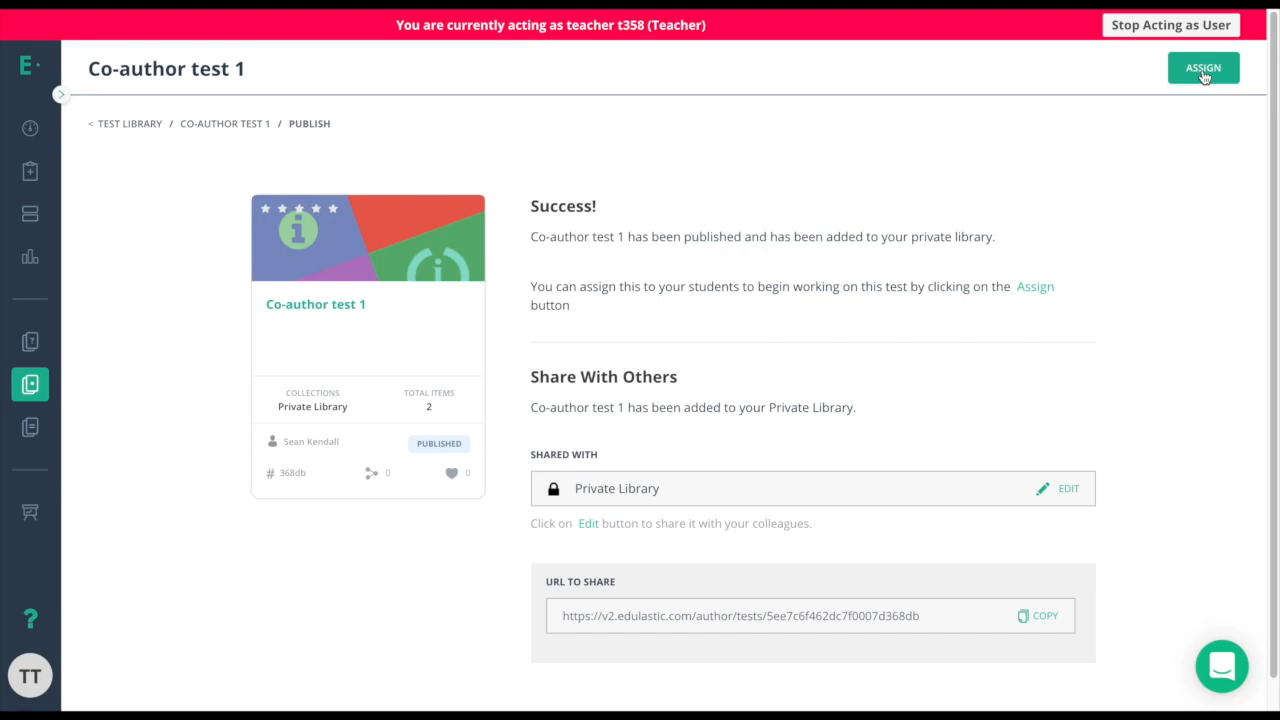 You are currently acting as teacher t358 (Teacher)
Stop Acting as User
E·
Co-author test 1
ASSIGN
< TEST LIBRARY / CO-AUTHOR TEST 1 / PUBLISH
Co-author test 1
COLLECTIONS
Private Library
TOTAL ITEMS
2
Sean Kendall
PUBLISHED
# 368db
0
0
Success!
Co-author test 1 has been published and has been added to your private library.
You can assign this to your students to begin working on this test by clicking on the Assign
button
Share With Others
Co-author test 1 has been added to your Private Library.
SHARED WITH
Private Library
EDIT
Click on Edit button to share it with your colleagues.
URL TO SHARE
https://v2.edulastic.com/author/tests/5ee7c6f462dc7f0007d368db
COPY
?
TT